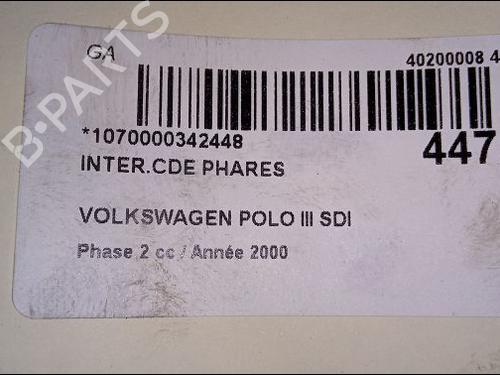 GA
40200008 4
*1070000342448
447
INTER.CDE PHARES
VOLKSWAGEN POLO III SDI
Phase 2 cc / Année 2000
B-PARTS